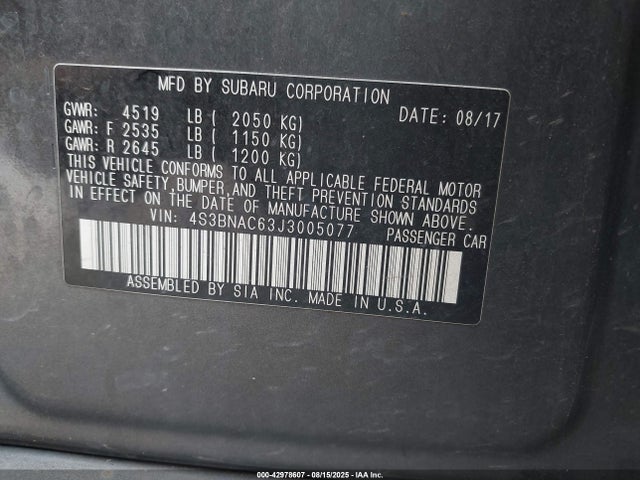 MFD BY SUBARU CORPORATION
GVWR: 4519 LB ( 2050 KG) DATE: 08/17
GAWR: F 2535 LB ( 1150 KG)
GAWR: R 2645 LB ( 1200 KG)
THIS VEHICLE CONFORMS TO ALL APPLICABLE FEDERAL MOTOR
VEHICLE SAFETY, BUMPER, AND THEFT PREVENTION STANDARDS
IN EFFECT ON THE DATE OF MANUFACTURE SHOWN ABOVE.
VIN: 4S3BNAC63J3005077 PASSENGER CAR
ASSEMBLED BY SIA INC. MADE IN U.S.A.
000-42978607 - 08/15/2025 - IAA Inc.